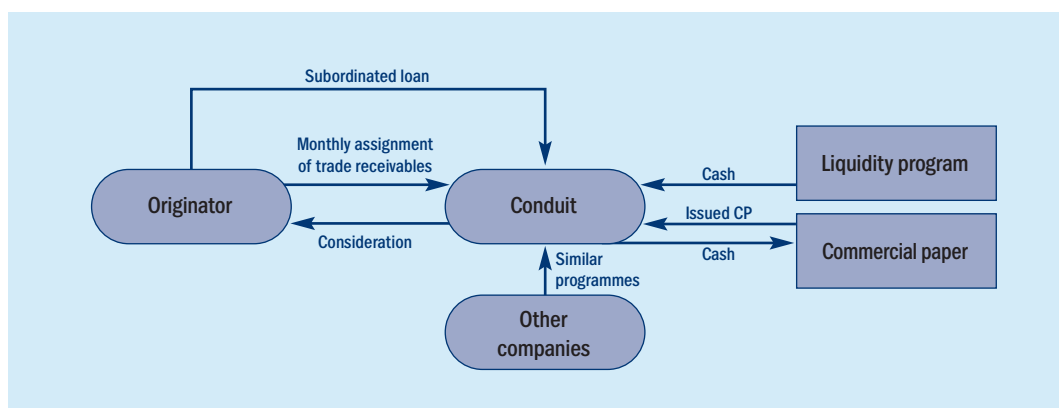 Subordinated loan
Monthly assignment
of trade receivables
Originator
Consideration
Conduit
Cash
Liquidity program
Issued CP
Cash
Commercial paper
Similar
programmes
Other
companies